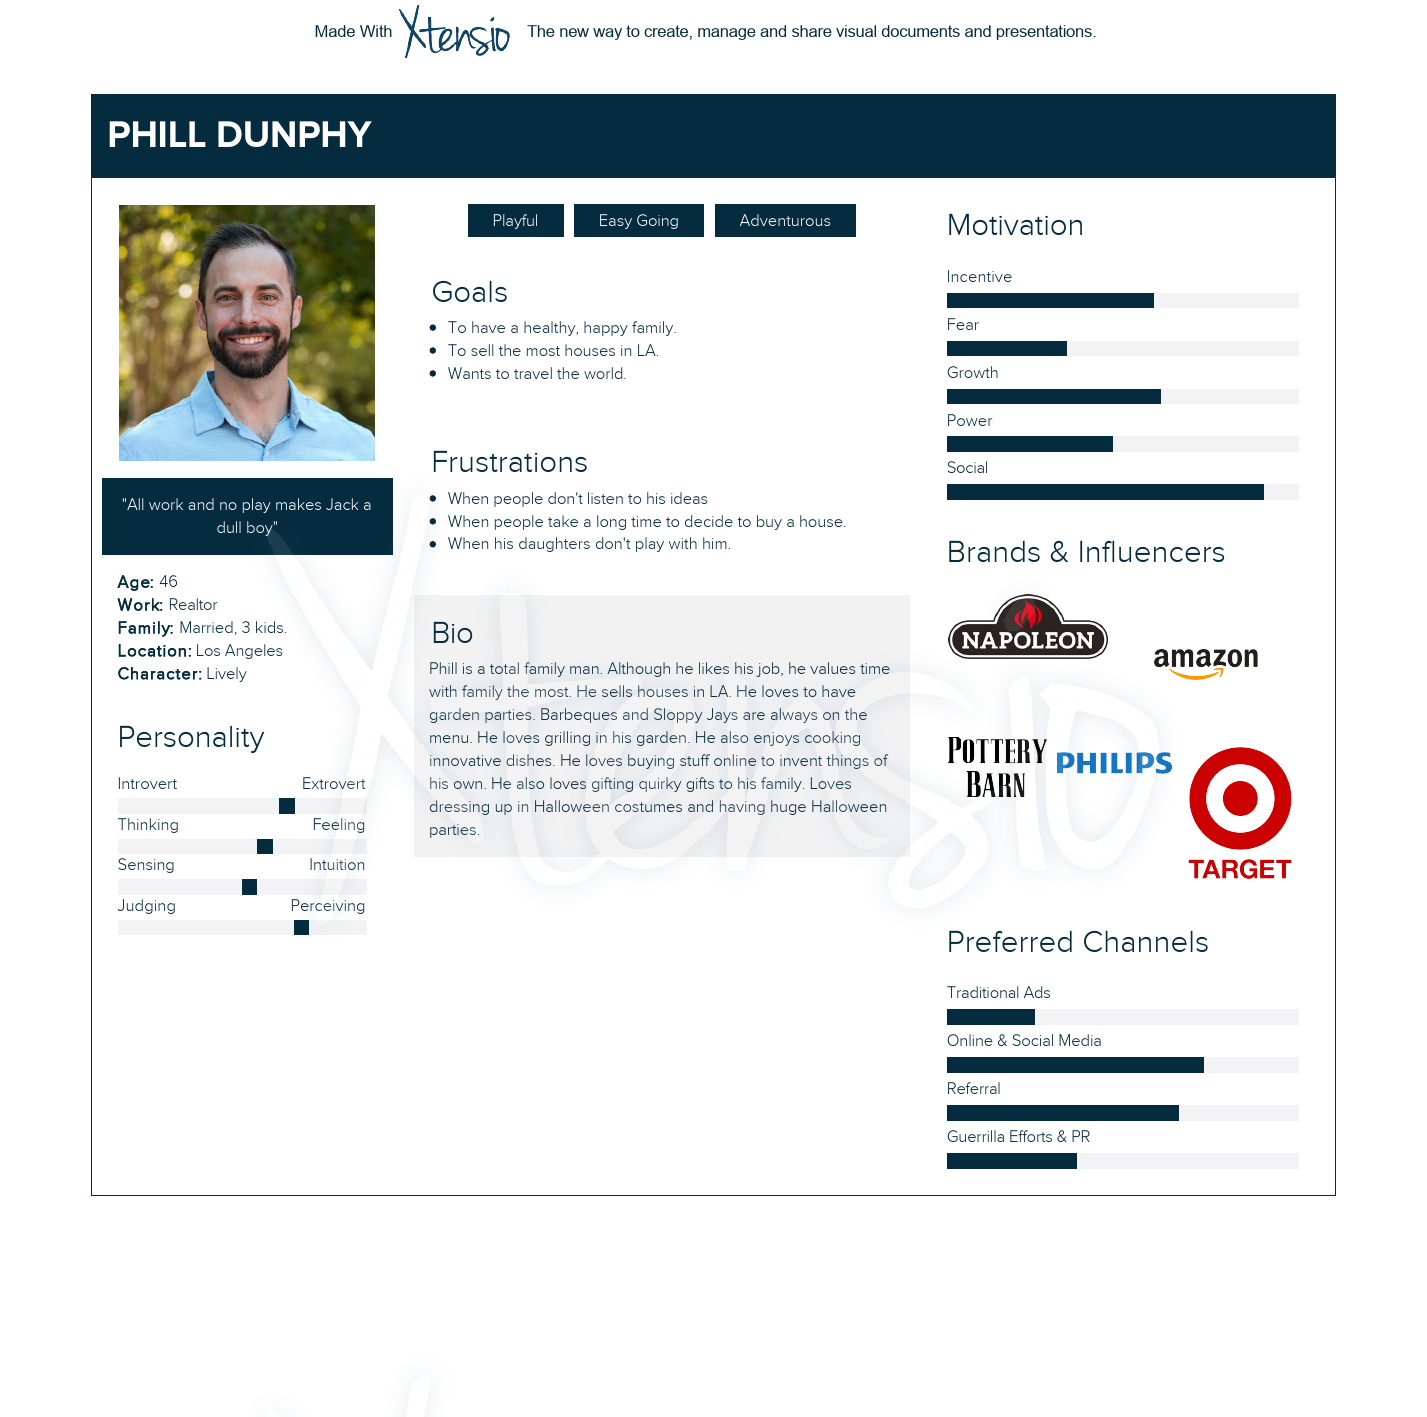 Made With Xtensio The new way to create, manage and share visual documents and presentations.
PHILL DUNPHY
"All work and no play makes Jack a
dull boy"
Age: 46
Work: Realtor
Family: Married, 3 kids.
Location: Los Angeles
Character: Lively
Personality
Introvert Extrovert
Thinking Feeling
Sensing Intuition
Judging Perceiving
Playful Easy Going Adventurous
Goals
To have a healthy, happy family.
To sell the most houses in LA.
Wants to travel the world.
Frustrations
When people don't listen to his ideas
When people take a long time to decide to buy a house.
When his daughters don't play with him.
Bio
Phill is a total family man. Although he likes his job, he values time
with family the most. He sells houses in LA. He loves to have
garden parties. Barbeques and Sloppy Jays are always on the
menu. He loves grilling in his garden. He also enjoys cooking
innovative dishes. He loves buying stuff online to invent things of
his own. He also loves gifting quirky gifts to his family. Loves
dressing up in Halloween costumes and having huge Halloween
parties.
Xtensio
Motivation
Incentive
Fear
Growth
Power
Social
Brands & Influencers
NAPOLEON
amazon
POTTERY
BARN
PHILIPS
TARGET
Preferred Channels
Traditional Ads
Online & Social Media
Referral
Guerrilla Efforts & PR